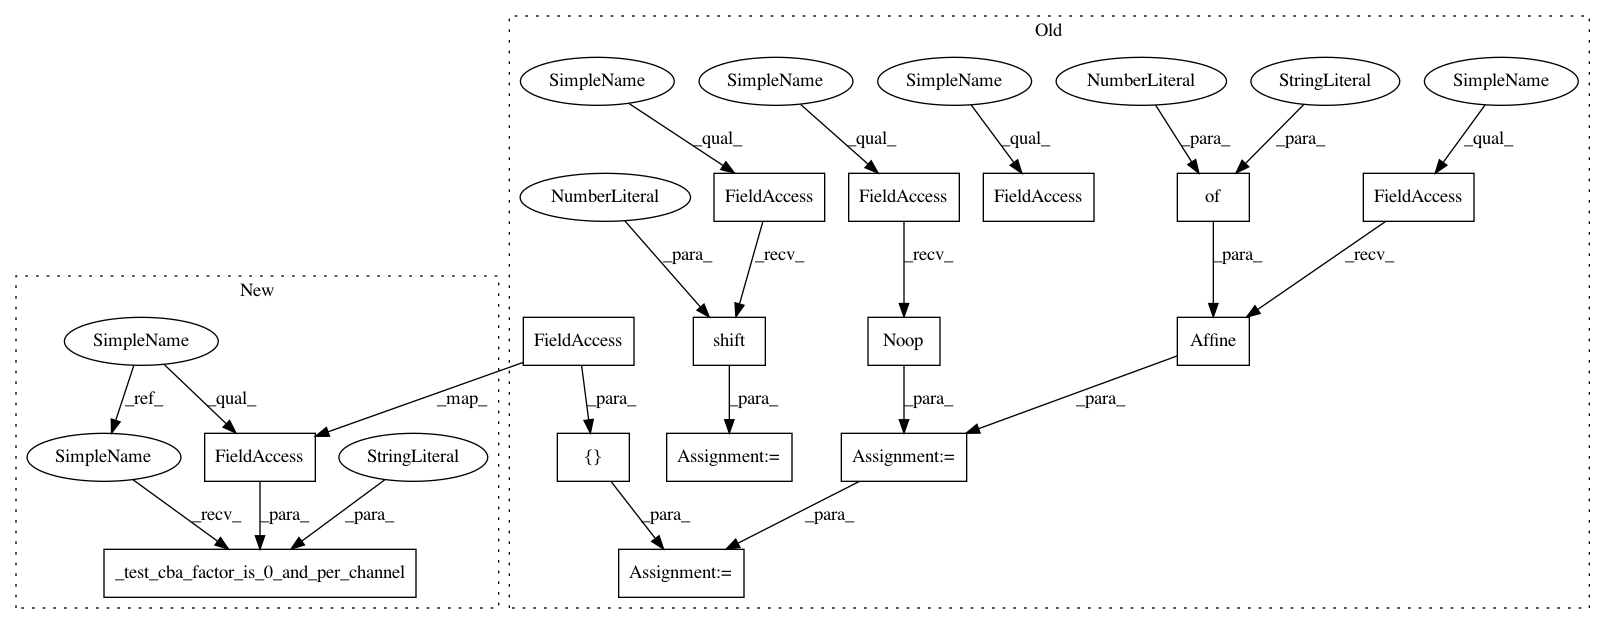 Old
SimpleName
SimpleName
SimpleName
NumberLiteral
StringLiteral
SimpleName
_qual_
_qual_
_qual_
_para_
_para_
_qual_
NumberLiteral
FieldAccess
FieldAccess
FieldAccess
of
FieldAccess
_para_
_recv_
_recv_
_para_
_recv_
New
SimpleName
FieldAccess
shift
Noop
Affine
_ref_
_qual_
_map_
_para_
_para_
_para_
_para_
SimpleName
FieldAccess
StringLiteral
{}
Assignment:=
Assignment:=
_recv_
_para_
_para_
_para_
_para_
_test_cba_factor_is_0_and_per_channel
Assignment:=